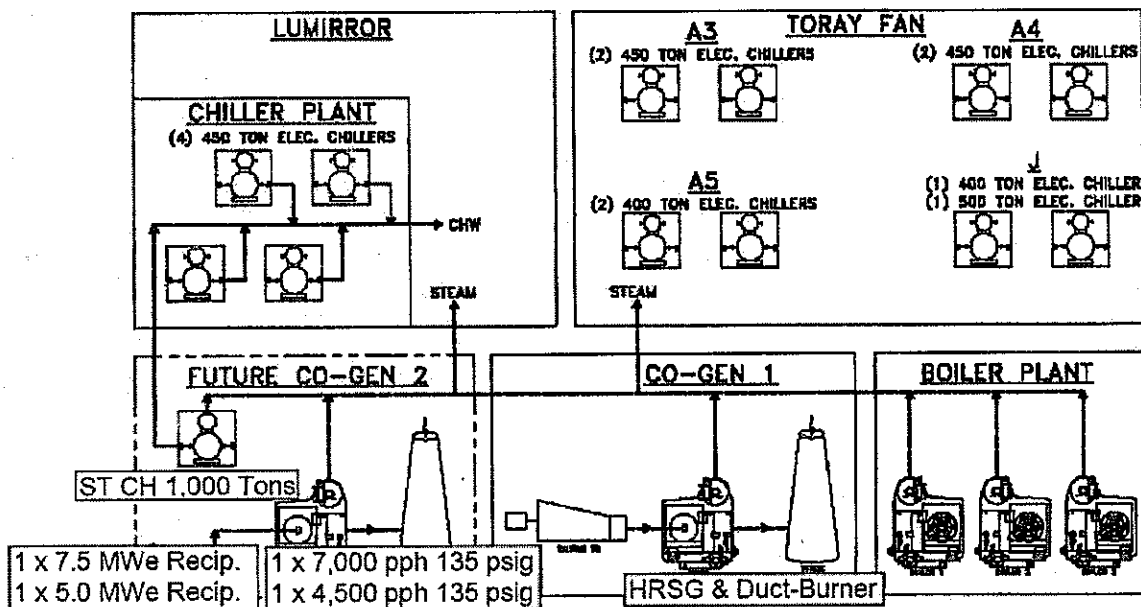 LUMIRROR
CHILLER PLANT
(4) 450 TON ELEC. CHILLERS
CHW
STEAM
TORAY FAN
A3
(2) 450 TON ELEC. CHILLERS
A4
(2) 450 TON ELEC. CHILLERS
A5
(2) 400 TON ELEC. CHILLERS
(1) 400 TON ELEC. CHILLER
(1) 500 TON ELEC. CHILLER
STEAM
FUTURE CO-GEN 2
ST CH 1,000 Tons
1 x 7.5 MWe Recip.
1 x 5.0 MWe Recip.
1 x 7,000 pph 135 psig
1 x 4,500 pph 135 psig
CO-GEN 1
HRSG & Duct-Burner
BOILER PLANT